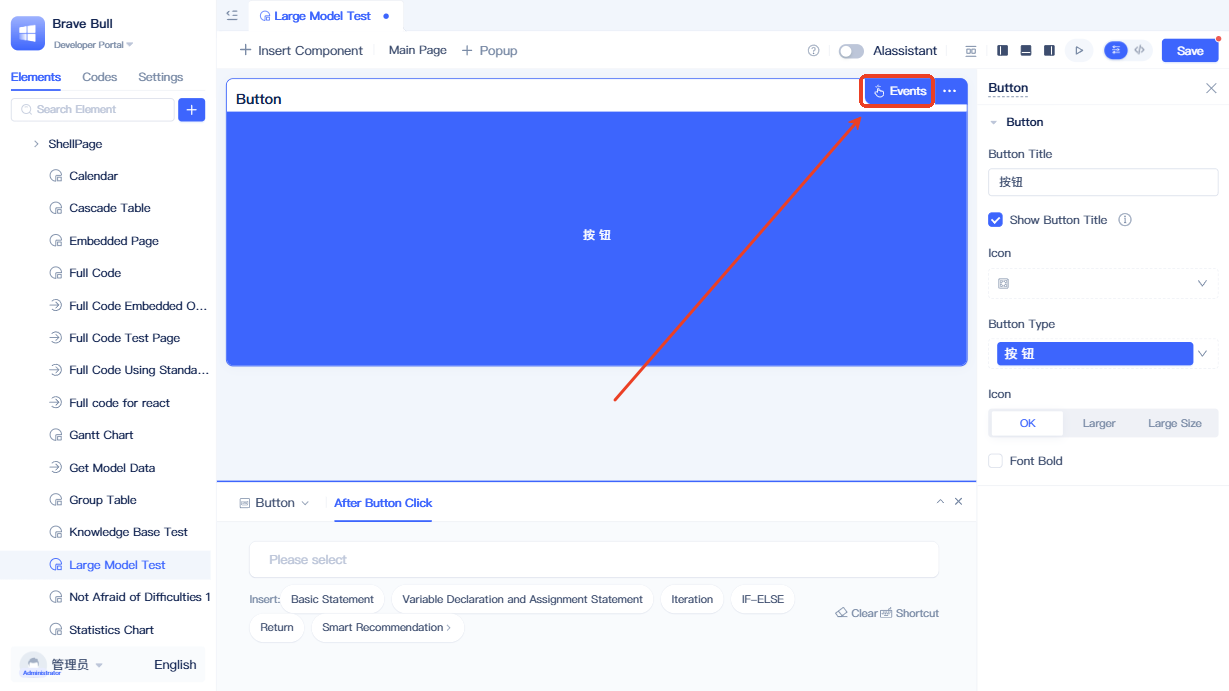 Brave Bull
Developer Portal
Elements Codes Settings
Search Element
ShellPage
Calendar
Cascade Table
Embedded Page
Full Code
Full Code Embedded O...
Full Code Test Page
Full Code Using Standa...
Full code for react
Gantt Chart
Get Model Data
Group Table
Knowledge Base Test
Large Model Test
Not Afraid of Difficulties 1
Statistics Chart
Administrator
管理员
English
Large Model Test
Insert Component Main Page Popup
AIassistant
Save
Button
Events
按 钮
Button
After Button Click
Please select
Insert: Basic Statement Variable Declaration and Assignment Statement Iteration IF-ELSE
Return Smart Recommendation
Clear Shortcut
Button
Button
Button Title
按钮
Show Button Title
Icon
Button Type
按 钮
Icon
OK Larger Large Size
Font Bold